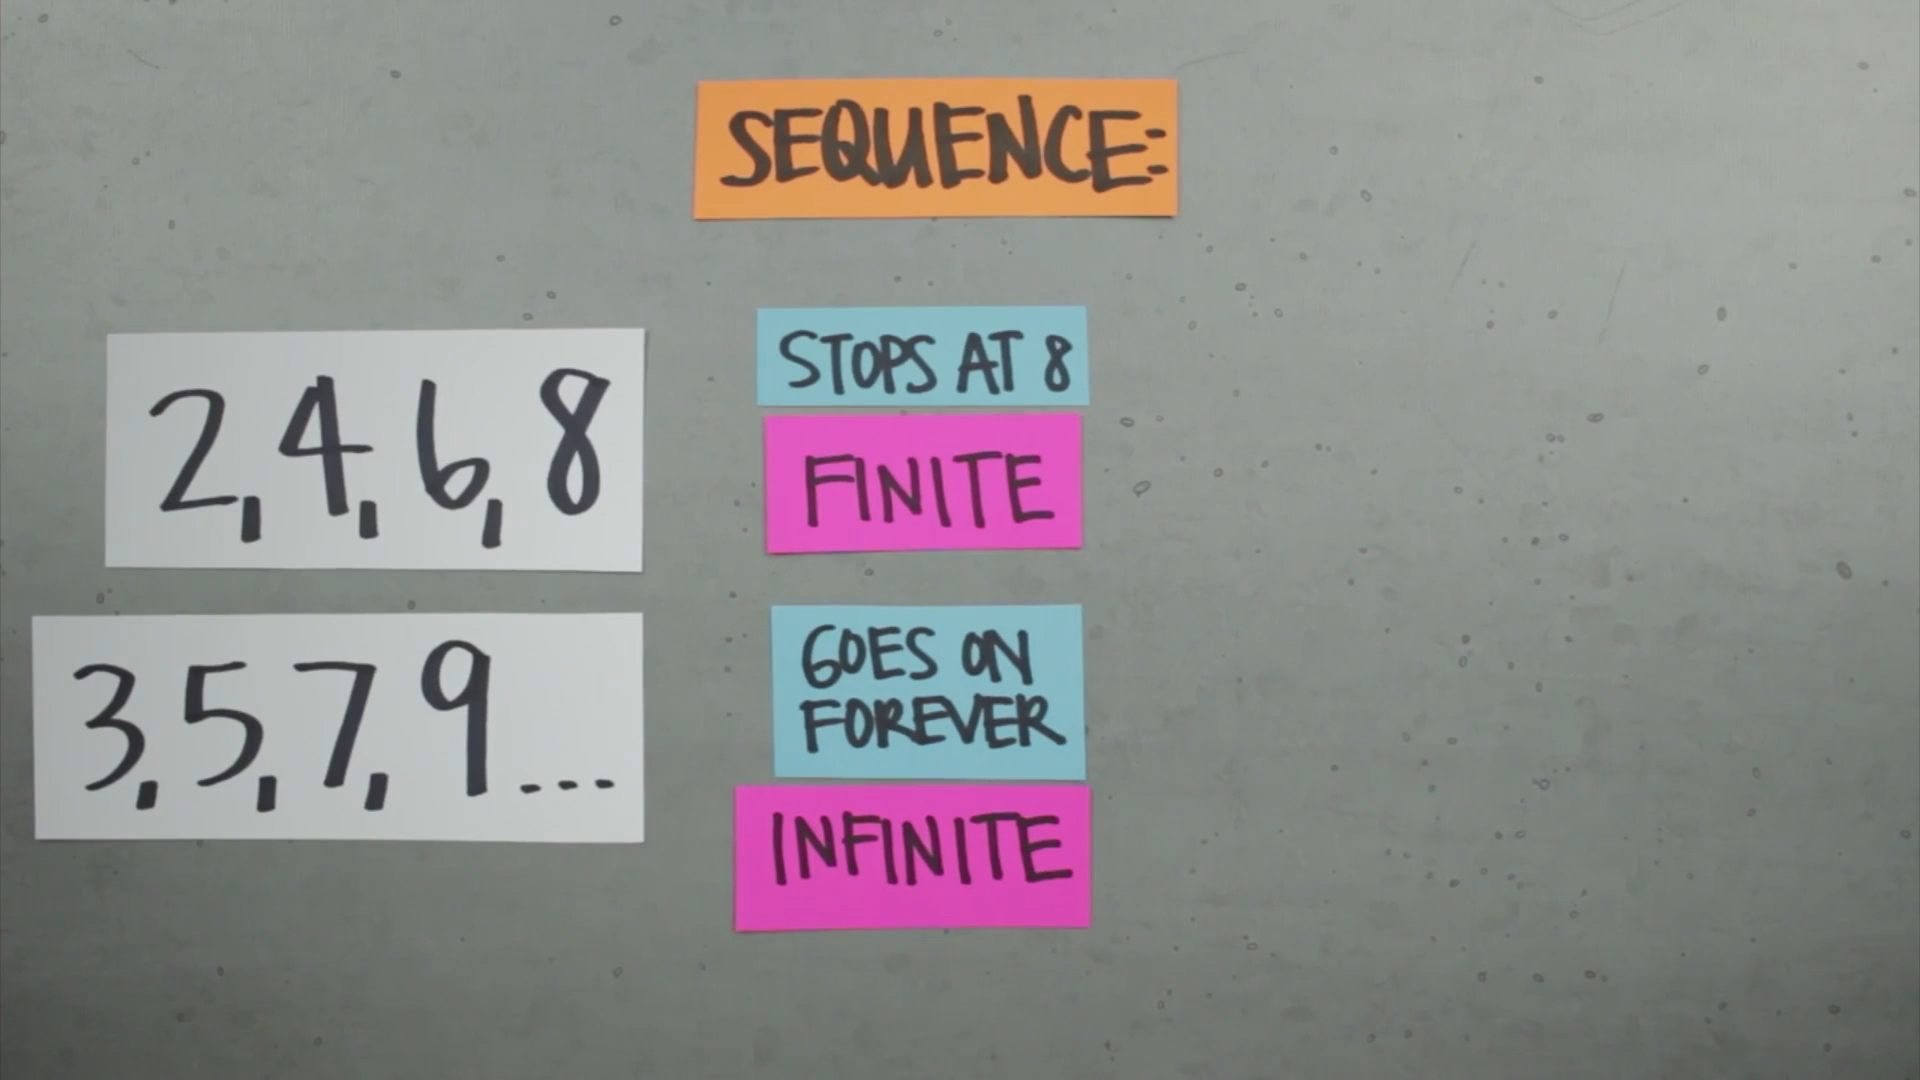 SEQUENCE:
2, 4, 6, 8
STOPS AT 8
FINITE
3, 5, 7, 9...
GOES ON
FOREVER
INFINITE